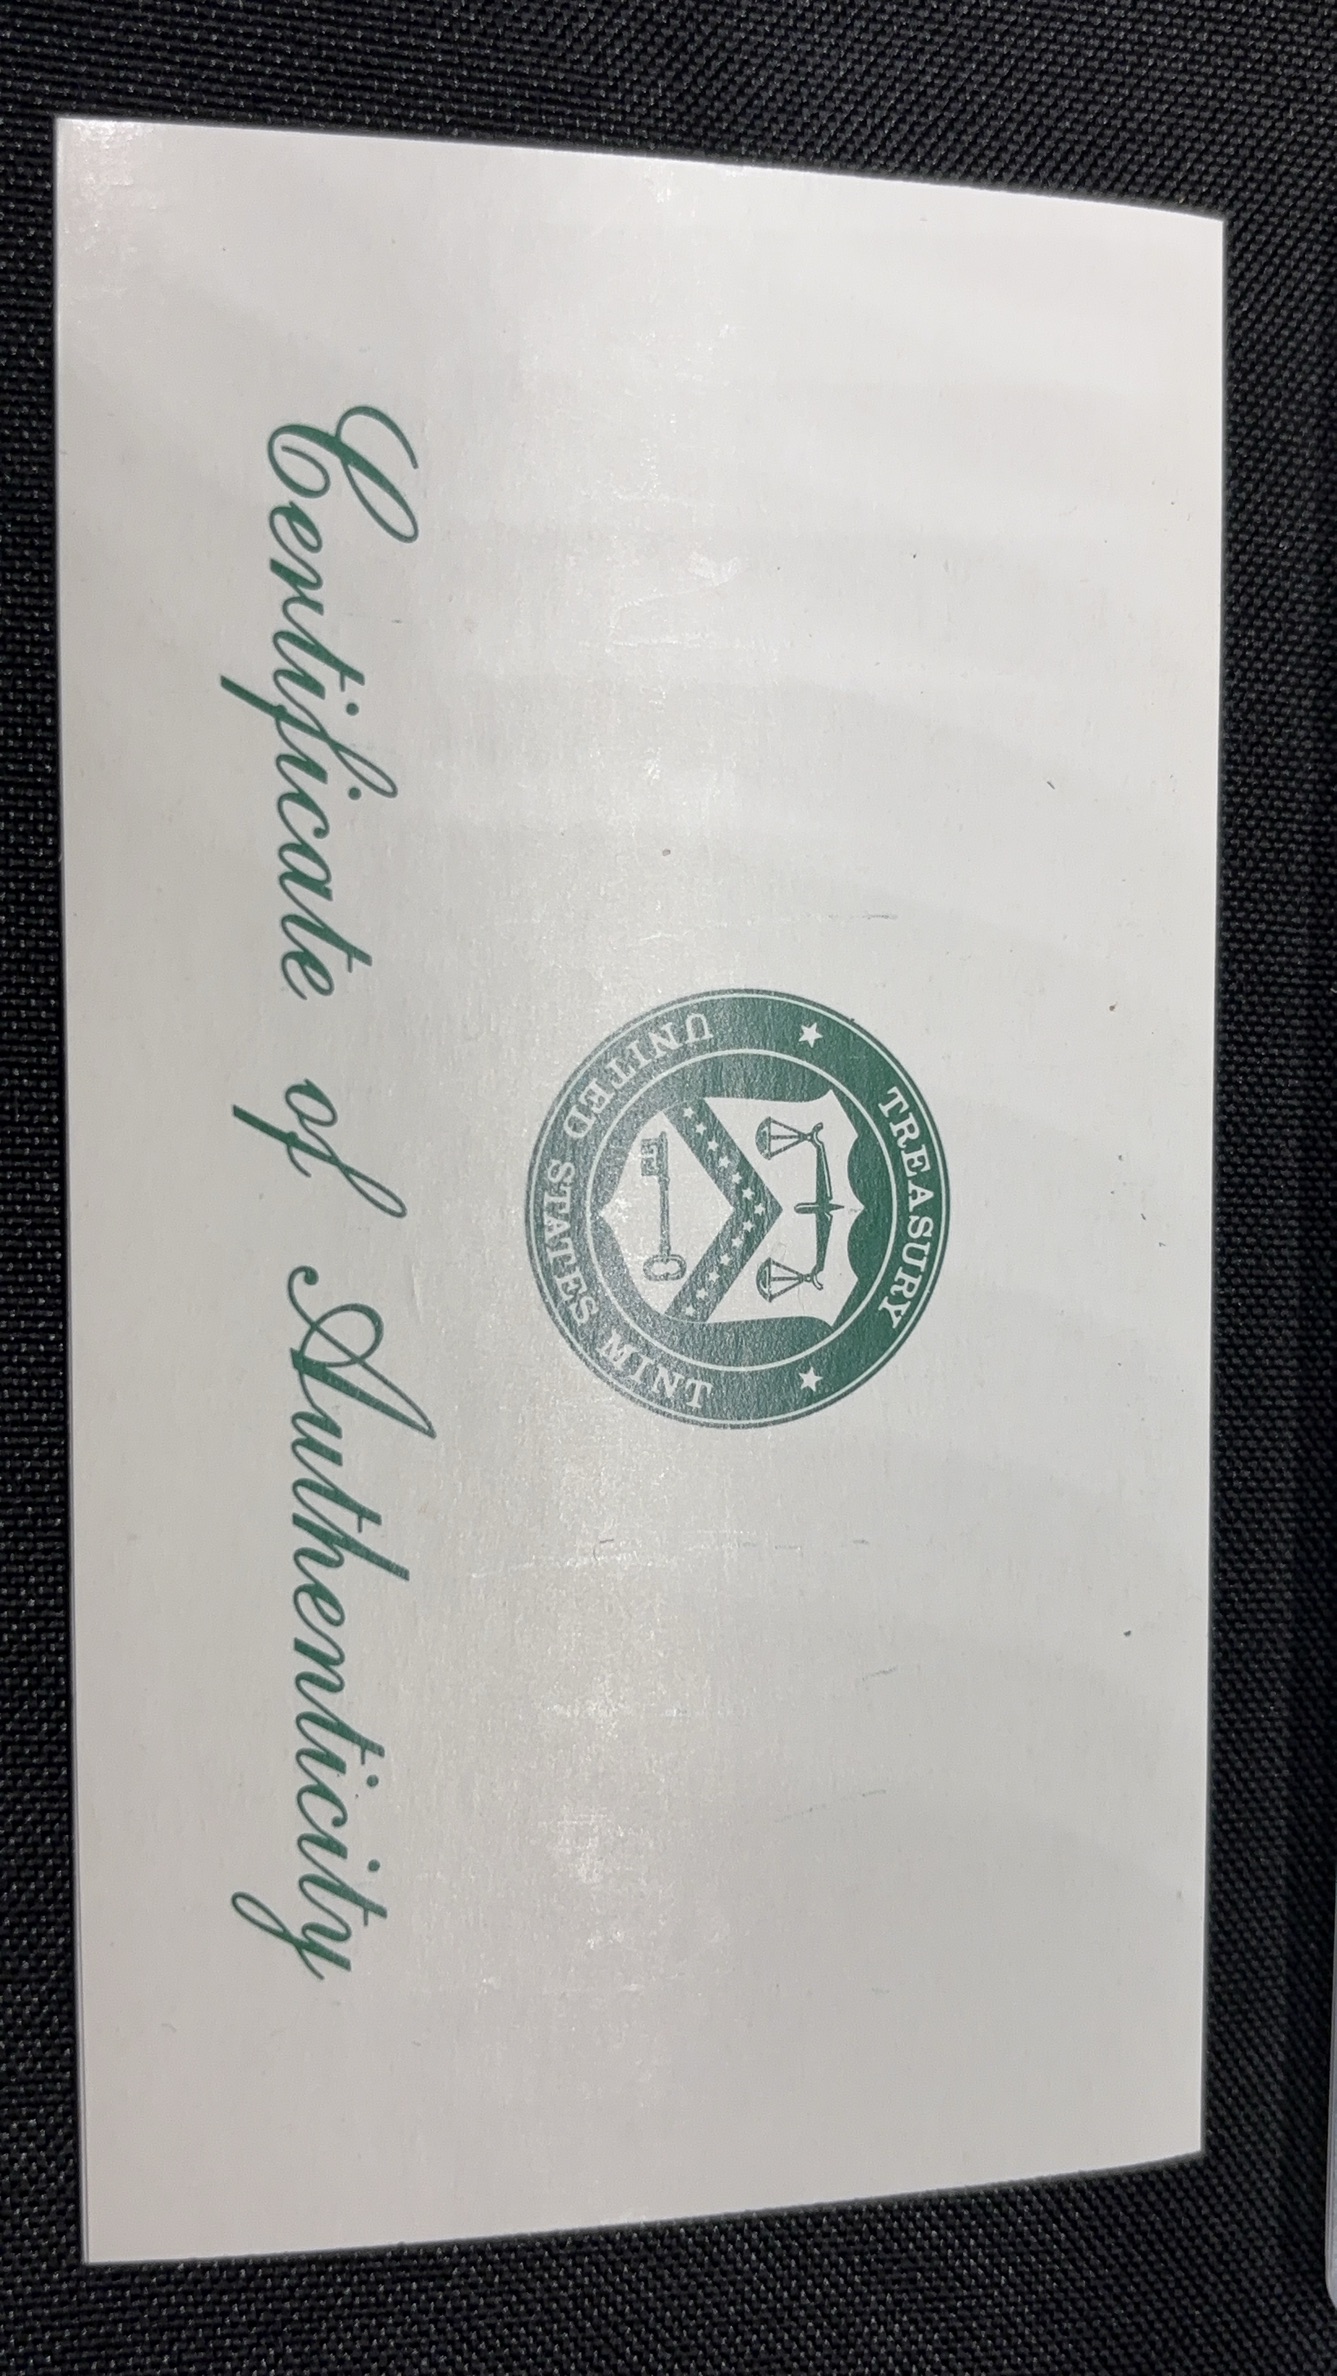 TREASURY
UNITED STATES MINT
Certificate of Authenticity